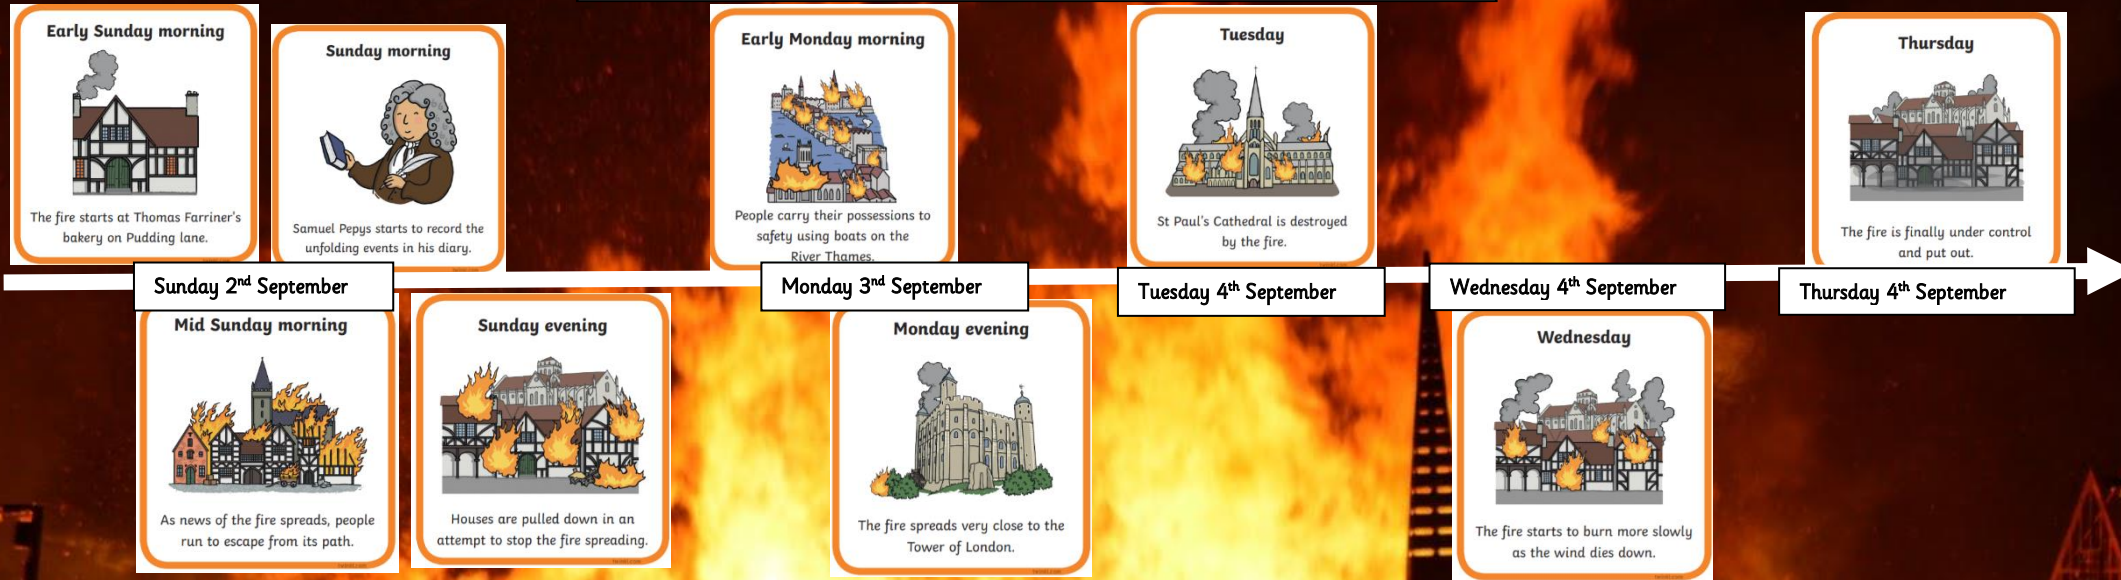 Early Sunday morning
The fire starts at Thomas Farriner's
bakery on Pudding lane.
Sunday morning
Samuel Pepys starts to record the
unfolding events in his diary.
Sunday 2nd September
Mid Sunday morning
As news of the fire spreads, people
run to escape from its path.
Sunday evening
Houses are pulled down in an
attempt to stop the fire spreading.
Early Monday morning
People carry their possessions to
safety using boats on the
River Thames.
Monday 3rd September
Monday evening
The fire spreads very close to the
Tower of London.
Tuesday
St Paul's Cathedral is destroyed
by the fire.
Tuesday 4th September
Wednesday 4th September
Wednesday
The fire starts to burn more slowly
as the wind dies down.
Thursday
The fire is finally under control
and put out.
Thursday 4th September